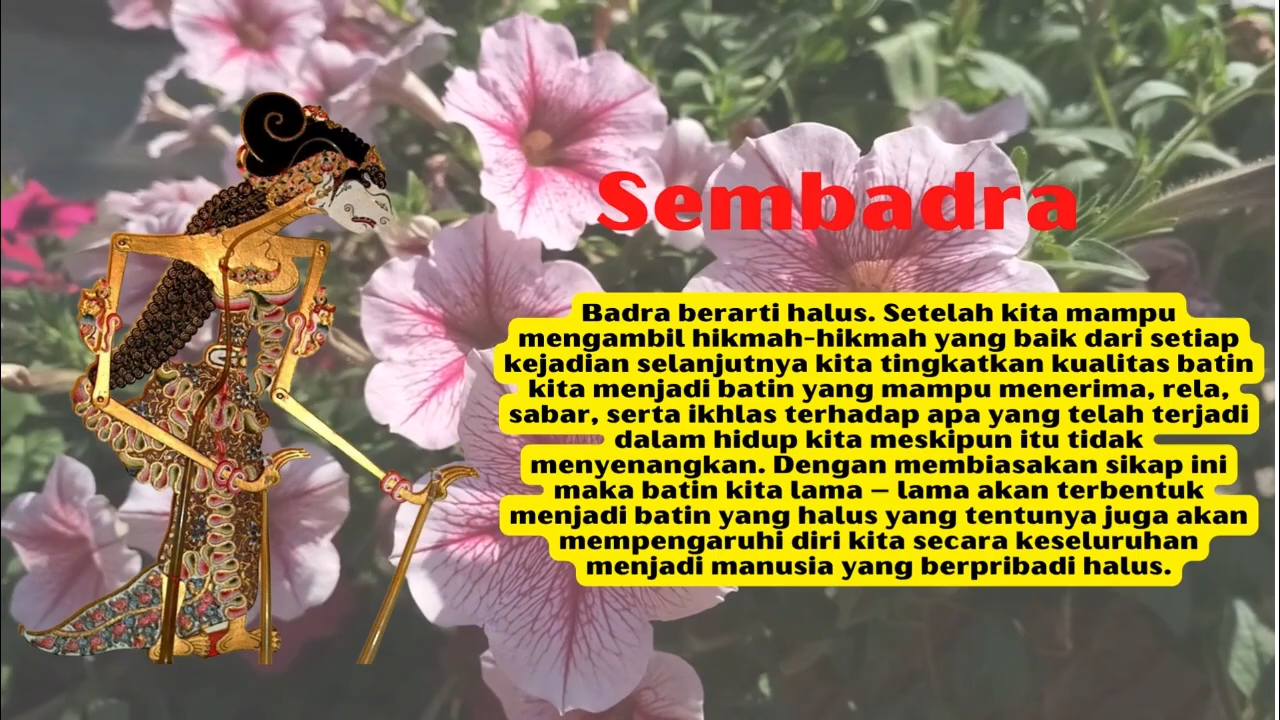 Sembadra
Badra berarti halus. Setelah kita mampu
mengambil hikmah-hikmah yang baik dari setiap
kejadian selanjutnya kita tingkatkan kualitas batin
kita menjadi batin yang mampu menerima, rela,
sabar, serta ikhlas terhadap apa yang telah terjadi
dalam hidup kita meskipun itu tidak
menyenangkan. Dengan membiasakan sikap ini
maka batin kita lama – lama akan terbentuk
menjadi batin yang halus yang tentunya juga akan
mempengaruhi diri kita secara keseluruhan
menjadi manusia yang berpribadi halus.